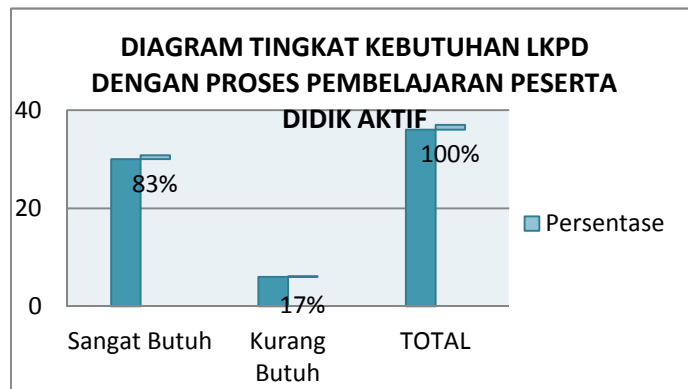 DIAGRAM TINGKAT KEBUTUHAN LKPD
DENGAN PROSES PEMBELAJARAN PESERTA
DIDIK AKTIF
40
20
0
83%
17%
100%
Sangat Butuh
Kurang
Butuh
TOTAL
Persentase